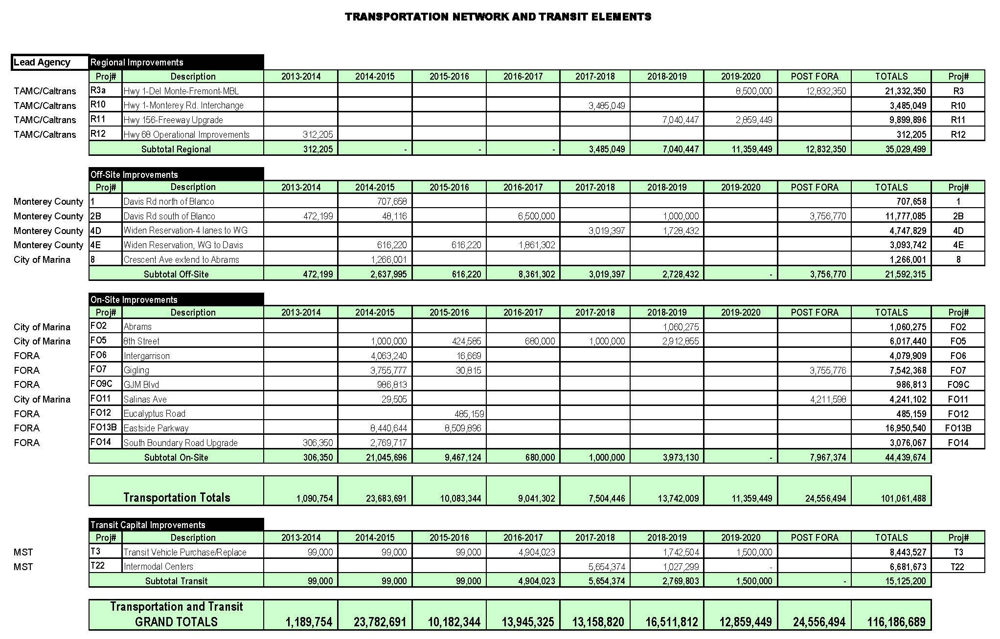 TRANSPORTATION NETWORK AND TRANSIT ELEMENTS
Lead Agency Regional Improvements
Proj# Description 2013-2014 2014-2015 2015-2016 2016-2017 2017-2018 2018-2019 2019-2020 POST FORA TOTALS Proj#
TAMC/Caltrans R3a Hwy 1-Del Monte-Fremont-MBL 8,500,000 12,832,350 21,332,350 R3
TAMC/Caltrans R10 Hwy 1-Monterey Rd. Interchange 3,485,049 3,485,049 R10
TAMC/Caltrans R11 Hwy 156-Freeway Upgrade 7,040,447 2,859,449 9,899,896 R11
TAMC/Caltrans R12 Hwy 68 Operational Improvements 312,205 312,205 R12
Subtotal Regional 312,205 - - - 3,485,049 7,040,447 11,359,449 12,832,350 35,029,499
Off-Site Improvements
Proj# Description 2013-2014 2014-2015 2015-2016 2016-2017 2017-2018 2018-2019 2019-2020 POST FORA TOTALS Proj#
Monterey County 1 Davis Rd north of Blanco 707,658 707,658 1
Monterey County 2B Davis Rd south of Blanco 472,199 48,116 6,500,000 1,000,000 3,756,770 11,777,085 2B
Monterey County 4D Widen Reservation-4 lanes to WG 3,019,397 1,728,432 4,747,829 4D
Monterey County 4E Widen Reservation, WG to Davis 616,220 616,220 1,861,302 3,093,742 4E
City of Marina 8 Crescent Ave extend to Abrams 1,266,001 1,266,001 8
Subtotal Off-Site 472,199 2,637,995 616,220 8,361,302 3,019,397 2,728,432 - 3,756,770 21,592,315
On-Site Improvements
Proj# Description 2013-2014 2014-2015 2015-2016 2016-2017 2017-2018 2018-2019 2019-2020 POST FORA TOTALS Proj#
City of Marina FO2 Abrams 1,060,275 1,060,275 FO2
City of Marina FO5 8th Street 1,000,000 424,585 680,000 1,000,000 2,912,855 6,017,440 FO5
FORA FO6 Intergarrison 4,063,240 16,669 4,079,909 FO6
FORA FO7 Gigling 3,755,777 30,815 3,755,776 7,542,368 FO7
FORA FO9C GJM Blvd 986,813 986,813 FO9C
City of Marina FO11 Salinas Ave 29,505 4,211,598 4,241,102 FO11
FORA FO12 Eucalyptus Road 485,159 485,159 FO12
FORA FO13B Eastside Parkway 8,440,644 8,509,896 16,950,540 FO13B
FORA FO14 South Boundary Road Upgrade 306,350 2,769,717 3,076,067 FO14
Subtotal On-Site 306,350 21,045,696 9,467,124 680,000 1,000,000 3,973,130 - 7,967,374 44,439,674
Transportation Totals 1,090,754 23,683,691 10,083,344 9,041,302 7,504,446 13,742,009 11,359,449 24,556,494 101,061,488
Transit Capital Improvements
Proj# Description 2013-2014 2014-2015 2015-2016 2016-2017 2017-2018 2018-2019 2019-2020 POST FORA TOTALS Proj#
MST T3 Transit Vehicle Purchase/Replace 99,000 99,000 99,000 4,904,023 1,742,504 1,500,000 8,443,527 T3
MST T22 Intermodal Centers 5,654,374 1,027,299 - 6,681,673 T22
Subtotal Transit 99,000 99,000 99,000 4,904,023 5,654,374 2,769,803 1,500,000 - 15,125,200
Transportation and Transit
GRAND TOTALS 1,189,754 23,782,691 10,182,344 13,945,325 13,158,820 16,511,812 12,859,449 24,556,494 116,186,689